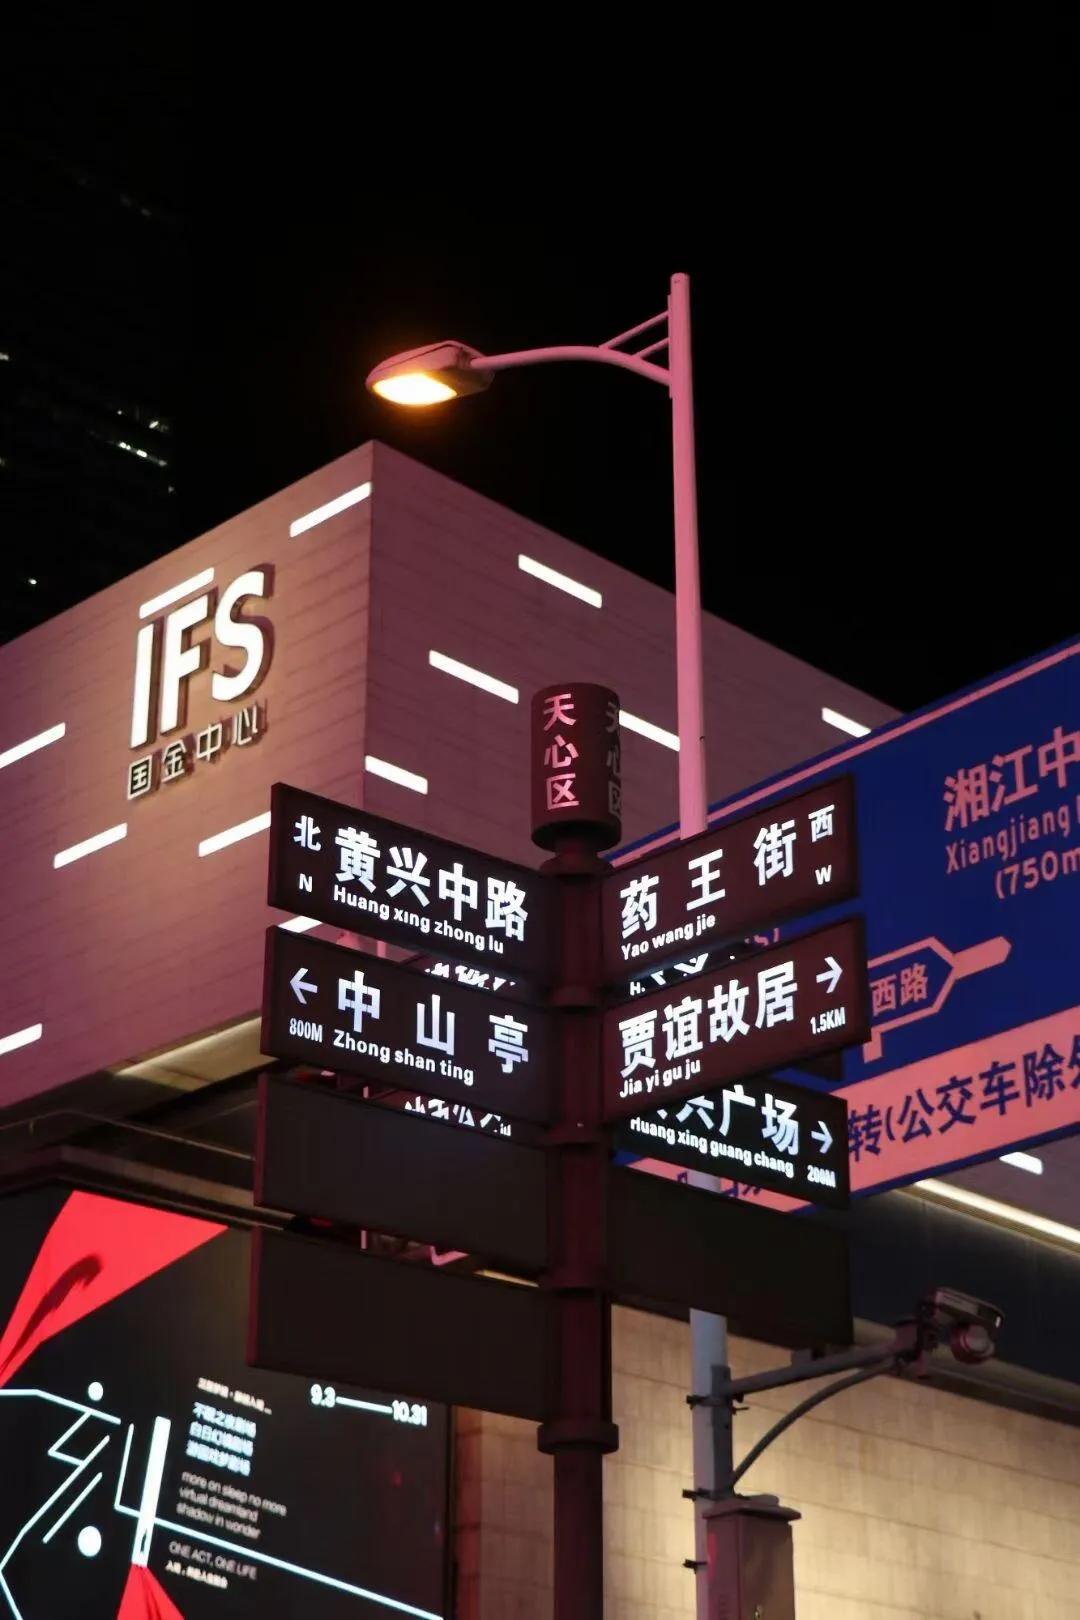 IFS
国金中心
天心区
北 黄兴中路
N Huang xing zhong lu
← 中山亭
800M Zhong shan ting
药王街 西
Yao wang jie W
贾谊故居 →
Jia yi gu ju 1.5KM
兴广场 →
Huang xing guang chang 200M
湘江中
Xiangjiang
(750m
西路
转(公交车除外
9.3 10.31
more on sleep no more
virtual dreamland
shadow in wonder
ONE ACT, ONE LIFE